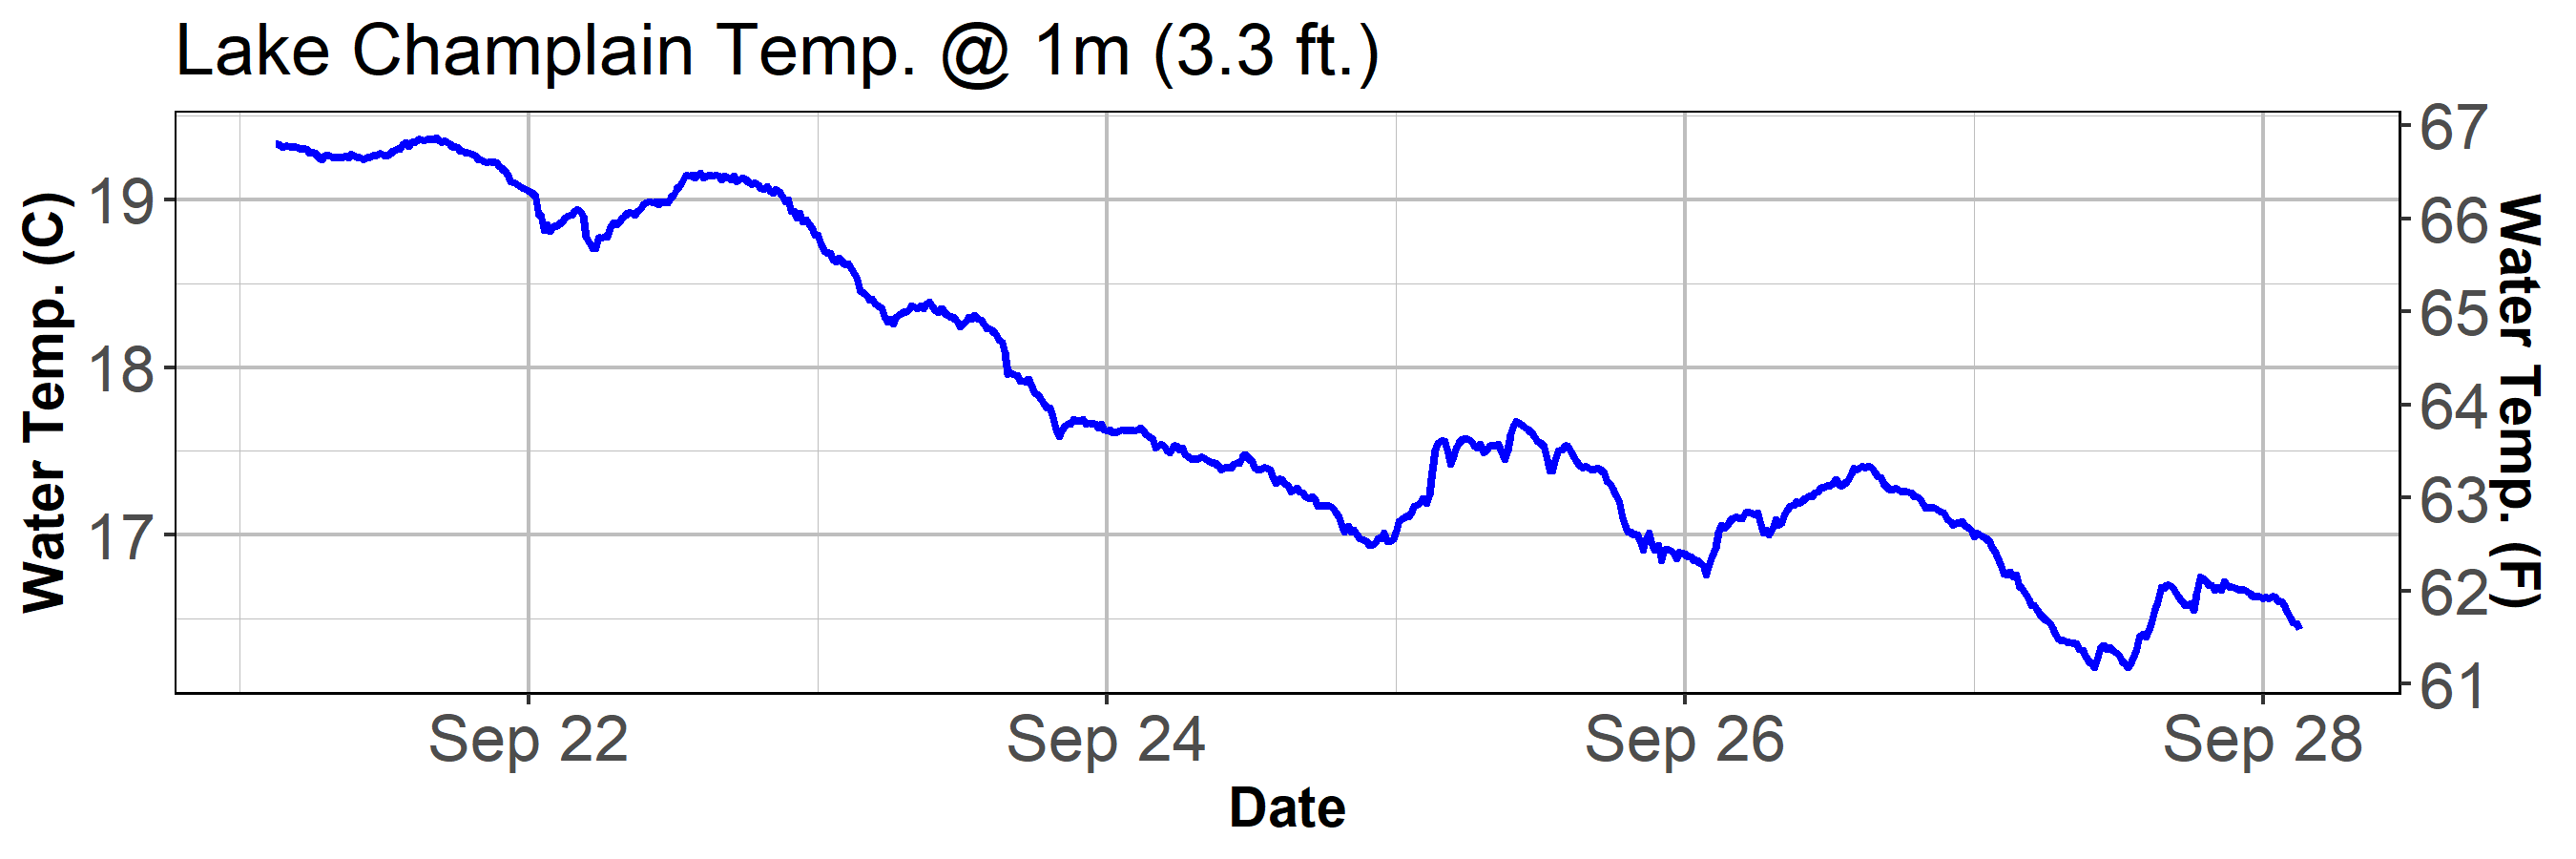 Lake Champlain Temp. @ 1m (3.3 ft.)
Water Temp. (C)
19
18
17
67
66
65
64
63
62
61
Water Temp. (F)
Sep 22 Sep 24 Sep 26 Sep 28
Date